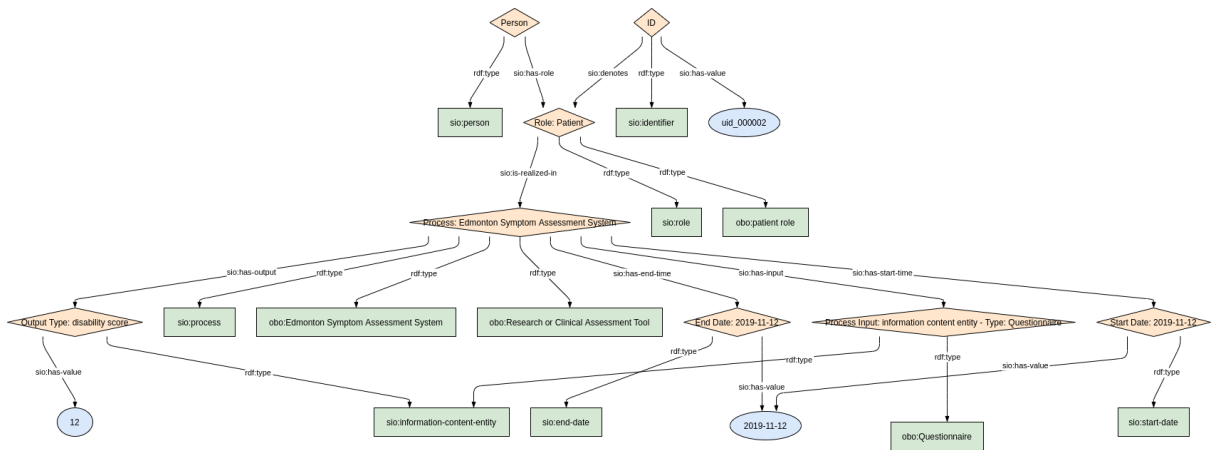 Person
ID
rdf:type
sio:has-role
sio:denotes
rdf:type
sio:has-value
sio:person
Role: Patient
sio:identifier
uid_000002
sio:is-realized-in
rdf:type
rdf:type
Process: Edmonton Symptom Assessment System
sio:role
obo:patient role
sio:has-output
rdf:type
rdf:type
rdf:type
sio:has-end-time
sio:has-input
sio:has-start-time
Output Type: disability score
sio:process
obo:Edmonton Symptom Assessment System
obo:Research or Clinical Assessment Tool
End Date: 2019-11-12
Process Input: information content entity - Type: Questionnaire
Start Date: 2019-11-12
sio:has-value
rdf:type
rdf:type
sio:has-value
rdf:type
rdf:type
sio:has-value
rdf:type
12
sio:information-content-entity
sio:end-date
2019-11-12
obo:Questionnaire
sio:start-date